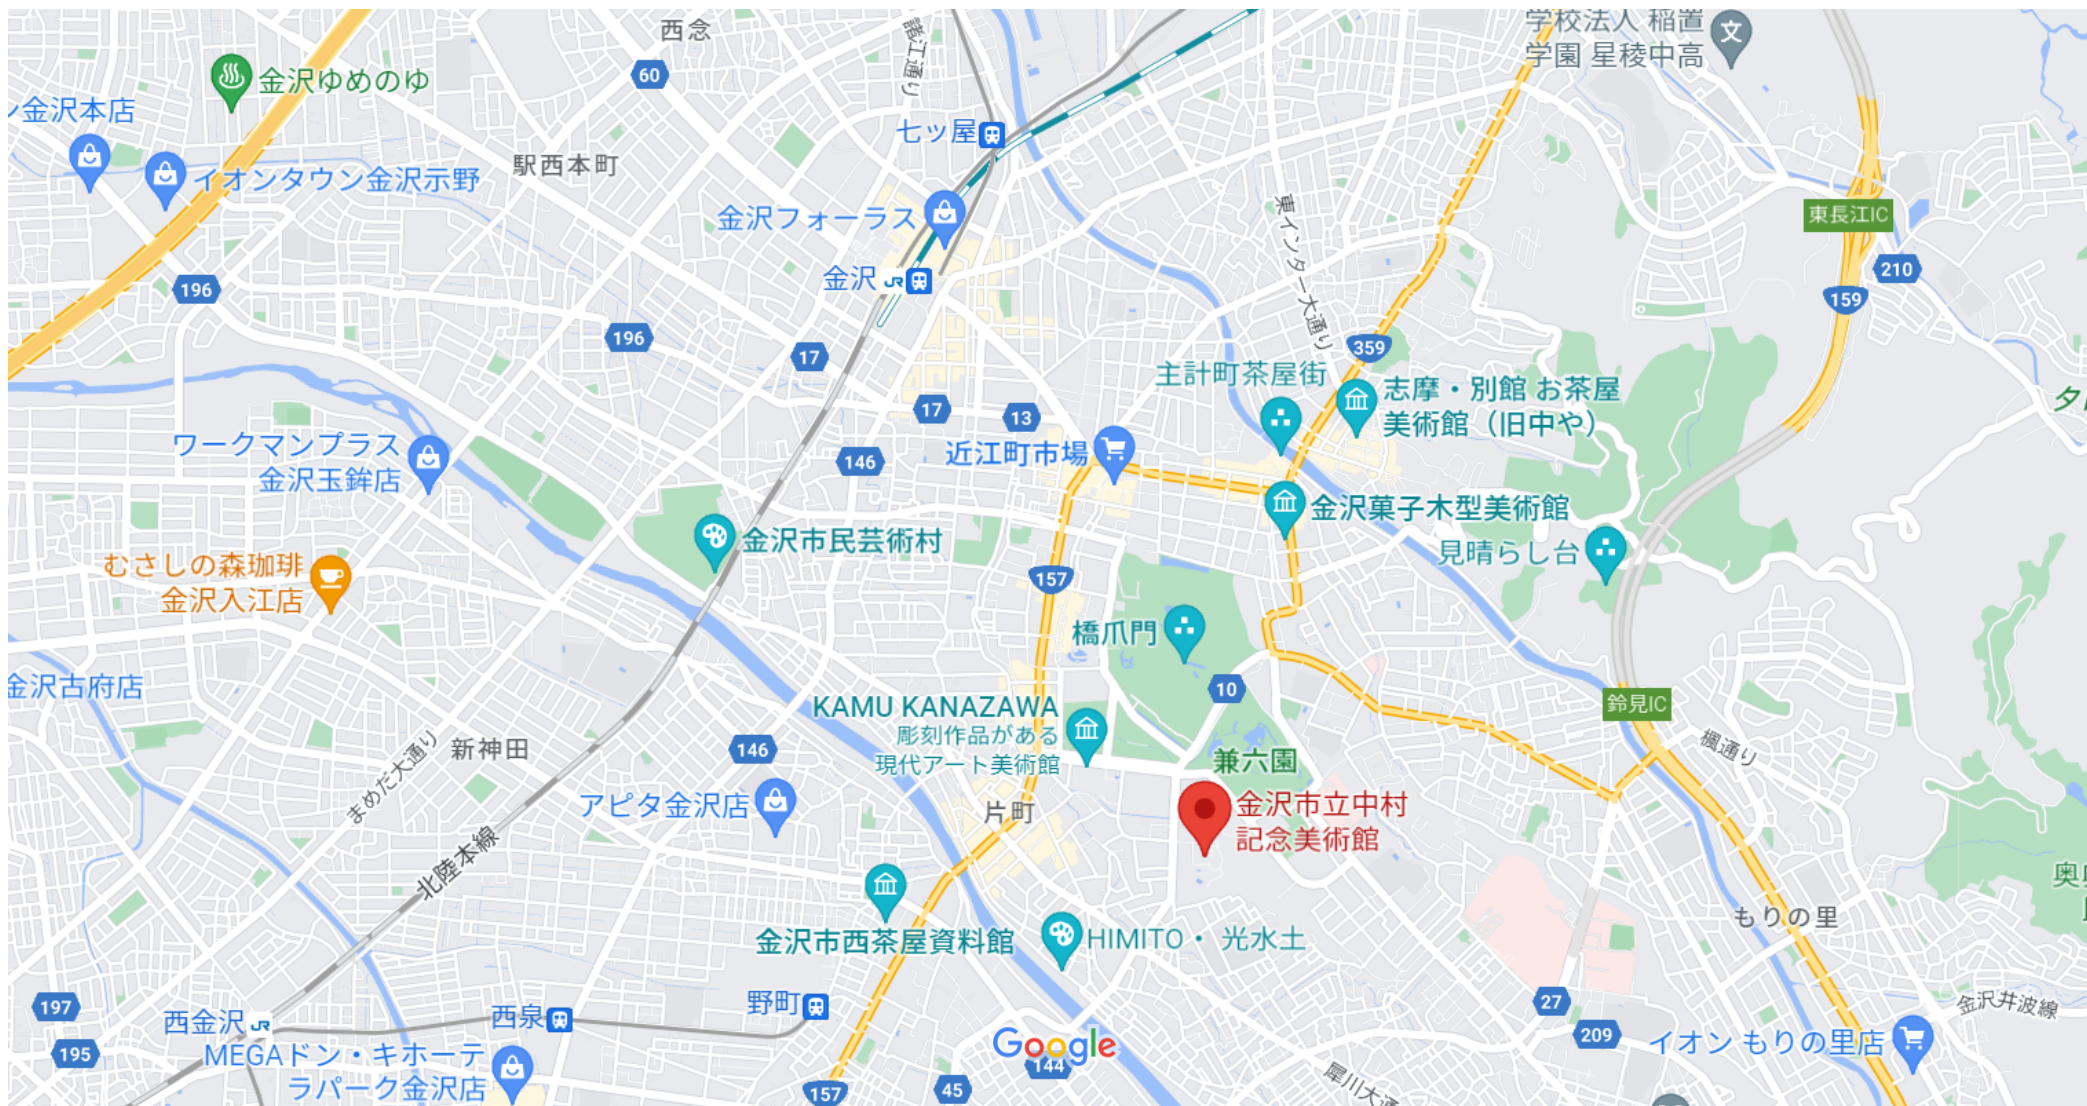 西念
諸江通り
学校法人 稲置
学園 星稜中高
60
金沢ゆめのゆ
ン金沢本店
七ツ屋
駅西本町
イオンタウン金沢示野
金沢フォーラス
東インター大通り
東長江IC
210
金沢
JR
196
159
196
17
359
主計町茶屋街
志摩・別館 お茶屋
美術館（旧中や）
17
13
ワークマンプラス
金沢玉鉾店
146
近江町市場
金沢菓子木型美術館
金沢市民芸術村
見晴らし台
むさしの森珈琲
金沢入江店
157
橋爪門
金沢古府店
10
鈴見IC
KAMU KANAZAWA
彫刻作品がある
現代アート美術館
まめだ大通り
新神田
146
楓通り
兼六園
アピタ金沢店
片町
金沢市立中村
記念美術館
北陸本線
もりの里
金沢市西茶屋資料館
HIMITO・ 光水土
197
野町
27
金沢井波線
西金沢
JR
西泉
209
イオン もりの里店
195
MEGAドン・キホーテ
ラパーク金沢店
Google
144
157
45
犀川大通